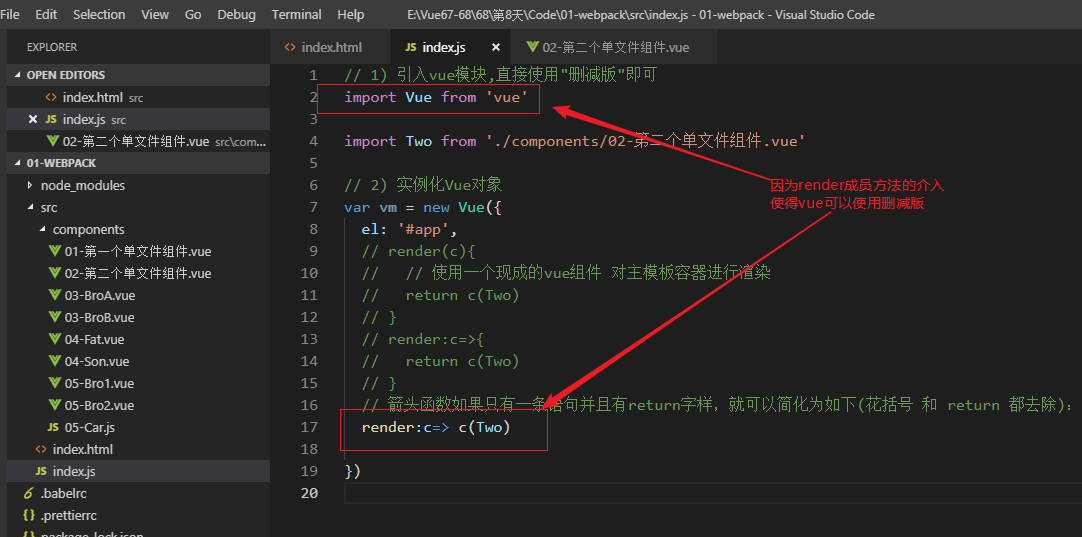 File Edit Selection View Go Debug Terminal Help E:\Vue67-68\68\第8天\Code\01-webpack\src\index.js - 01-webpack - Visual Studio Code
EXPLORER
OPEN EDITORS
index.html src
index.js src
02-第二个单文件组件.vue src\com...
01-WEBPACK
node_modules
src
components
01-第一个单文件组件.vue
02-第二个单文件组件.vue
03-BroA.vue
03-BroB.vue
04-Fat.vue
04-Son.vue
05-Bro1.vue
05-Bro2.vue
JS 05-Car.js
index.html
JS index.js
.babelrc
.prettierrc
package-lock.json
index.html JS index.js 02-第二个单文件组件.vue
1 // 1) 引入vue模块,直接使用"删减版"即可
2 import Vue from 'vue'
3
4 import Two from './components/02-第二个单文件组件.vue'
5
6 // 2) 实例化Vue对象
7 var vm = new Vue({
8 el: '#app',
9 // render(c){
10 // // 使用一个现成的vue组件 对主模板容器进行渲染
11 // return c(Two)
12 // }
13 // render:c=>{
14 // return c(Two)
15 // }
16 // 箭头函数如果只有一条语句并且有return字样，就可以简化为如下(花括号 和 return 都去除)：
17 render:c=> c(Two)
18
19 })
20
因为render成员方法的介入
使得vue可以使用删减版